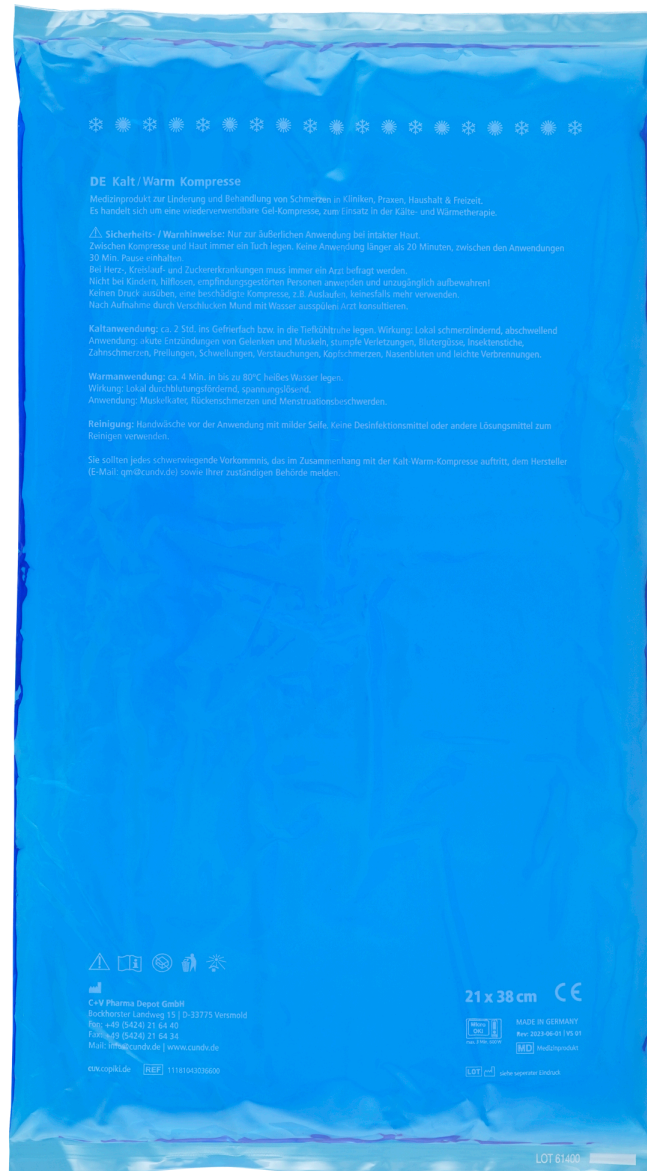 DE Kalt/Warm Kompresse
Medizinprodukt zur Linderung und Behandlung von Schmerzen in Kliniken, Praxen, Haushalt & Freizeit.
Es handelt sich um eine wiederverwendbare Gel-Kompresse, zum Einsatz in der Kälte- und Wärmetherapie.
Sicherheits- / Warnhinweise: Nur zur äußerlichen Anwendung bei intakter Haut.
Zwischen Kompresse und Haut immer ein Tuch legen. Keine Anwendung länger als 20 Minuten, zwischen den Anwendungen
30 Min. Pause einhalten.
Bei Herz-, Kreislauf- und Zuckererkrankungen muss immer ein Arzt befragt werden.
Nicht bei Kindern, hilflosen, empfindungsgestörten Personen anwenden und unzugänglich aufbewahren!
Keinen Druck ausüben, eine beschädigte Kompresse, z.B. Auslaufen, keinesfalls mehr verwenden.
Nach Aufnahme durch Verschlucken Mund mit Wasser ausspülen. Arzt konsultieren.
Kaltanwendung: ca. 2 Std. ins Gefrierfach bzw. in die Tiefkühltruhe legen. Wirkung: Lokal schmerzlindernd, abschwellend
Anwendung: akute Entzündungen von Gelenken und Muskeln, stumpfe Verletzungen, Blutergüsse, Insektenstiche,
Zahnschmerzen, Prellungen, Schwellungen, Verstauchungen, Kopfschmerzen, Nasenbluten und leichte Verbrennungen.
Warmanwendung: ca. 4 Min. in bis zu 80°C heißes Wasser legen.
Wirkung: Lokal durchblutungsfördernd, spannungslösend.
Anwendung: Muskelkater, Rückenschmerzen und Menstruationsbeschwerden.
Reinigung: Handwäsche vor der Anwendung mit milder Seife. Keine Desinfektionsmittel oder andere Lösungsmittel zum
Reinigen verwenden.
Sie sollten jedes schwerwiegende Vorkommnis, das im Zusammenhang mit der Kalt-Warm-Kompresse auftritt, dem Hersteller
(E-Mail: qm@cundv.de) sowie Ihrer zuständigen Behörde melden.
C+V Pharma Depot GmbH
Bockhorster Landweg 15 | D-33775 Versmold
Fon: +49 (5424) 21 64 40
Fax: +49 (5424) 21 64 34
Mail: info@cundv.de | www.cundv.de
copikl.de REF 11181043036600
21 x 38 cm CE
Micro OK!
MADE IN GERMANY
Rev: 2023-06-01 | VS 01
MD Medizinprodukt
LOT siehe seperater Eindruck
LOT 61400